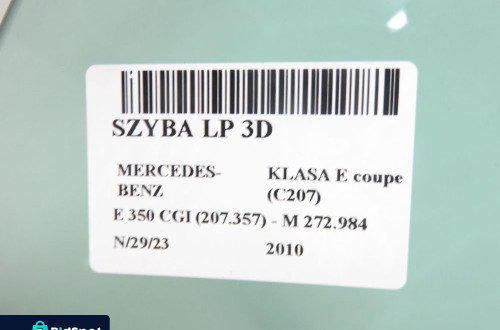 SZYBA LP 3D
MERCEDES- KLASA E coupe
BENZ (C207)
E 350 CGI (207.357) - M 272.984
N/29/23 2010